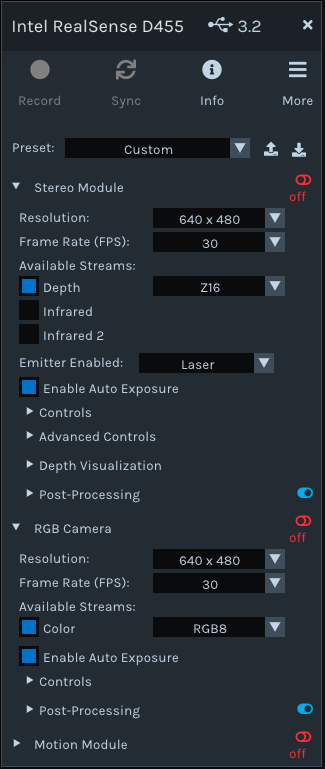 Intel RealSense D455 3.2
Record Sync Info More
Preset: Custom
Stereo Module off
Resolution: 640 x 480
Frame Rate (FPS): 30
Available Streams:
Depth Z16
Infrared
Infrared 2
Emitter Enabled: Laser
Enable Auto Exposure
Controls
Advanced Controls
Depth Visualization
Post-Processing
RGB Camera off
Resolution: 640 x 480
Frame Rate (FPS): 30
Available Streams:
Color RGB8
Enable Auto Exposure
Controls
Post-Processing
Motion Module off